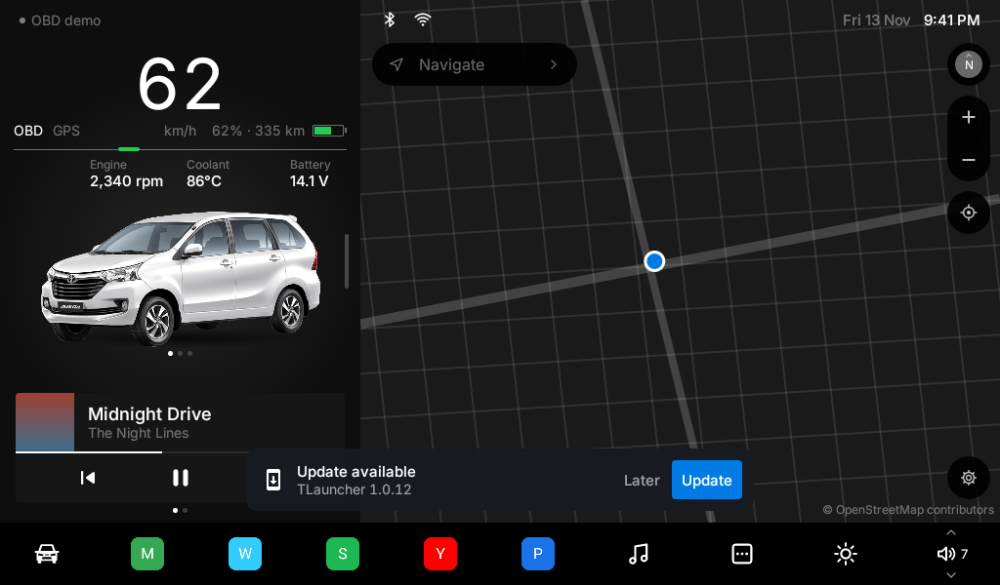 OBD demo
Fri 13 Nov 9:41 PM
62
Navigate
N
OBD GPS km/h 62% · 335 km
Engine Coolant Battery
2,340 rpm 86°C 14.1 V
Midnight Drive
The Night Lines
Update available
TLauncher 1.0.12
Later Update
© OpenStreetMap contributors
M W S Y P 7